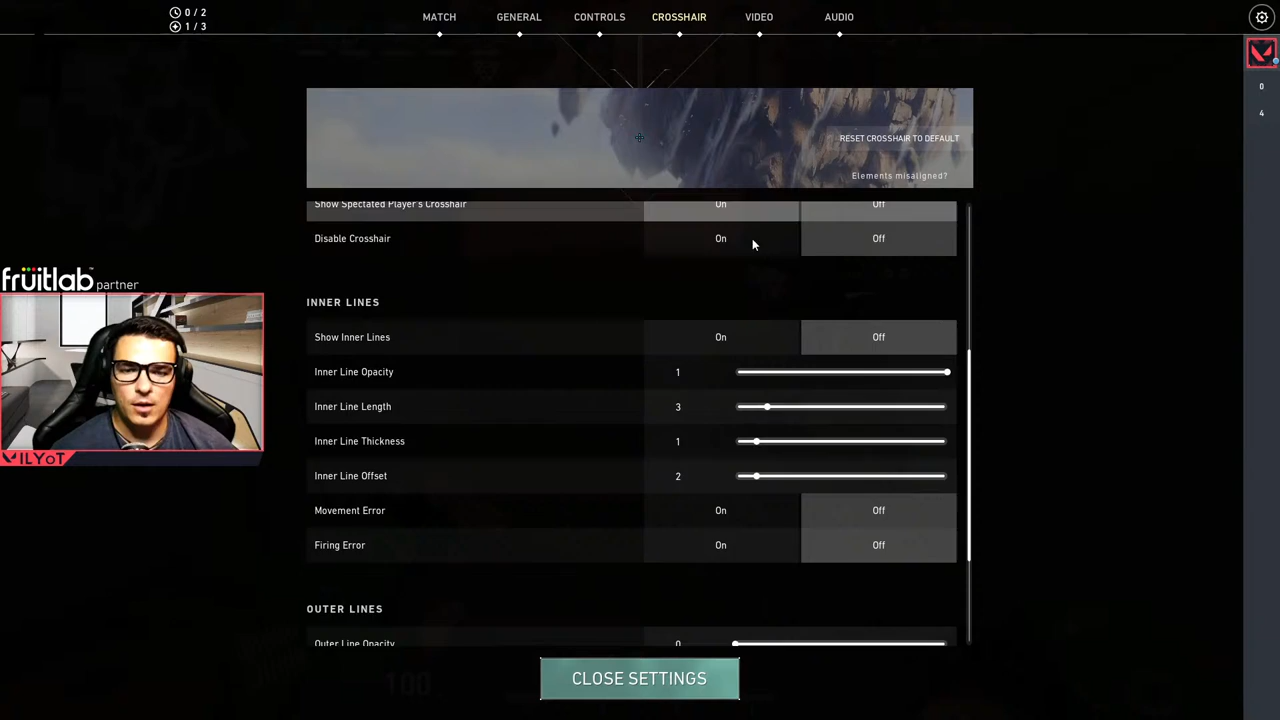 0 / 2
1 / 3
MATCH
GENERAL
CONTROLS
CROSSHAIR
VIDEO
AUDIO
0
4
RESET CROSSHAIR TO DEFAULT
Elements misaligned?
Show Spectated Player's Crosshair On Off
Disable Crosshair On Off
INNER LINES
Show Inner Lines On Off
Inner Line Opacity 1
Inner Line Length 3
Inner Line Thickness 1
Inner Line Offset 2
Movement Error On Off
Firing Error On Off
OUTER LINES
Outer Line Opacity 0
CLOSE SETTINGS
100
fruitlab partner
ILYoT